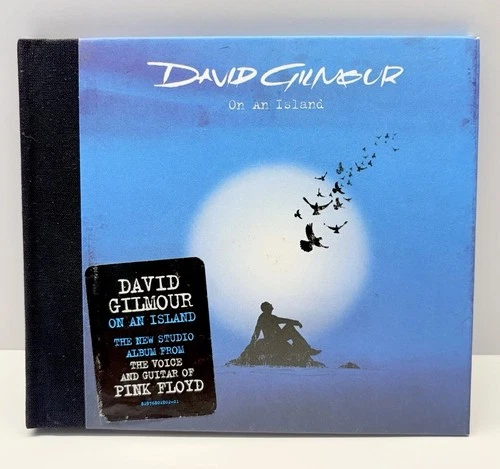 DAVID GILMOUR
On An Island
DAVID
GILMOUR
ON AN ISLAND
THE NEW STUDIO
ALBUM FROM
THE VOICE
AND GUITAR OF
PINK FLOYD